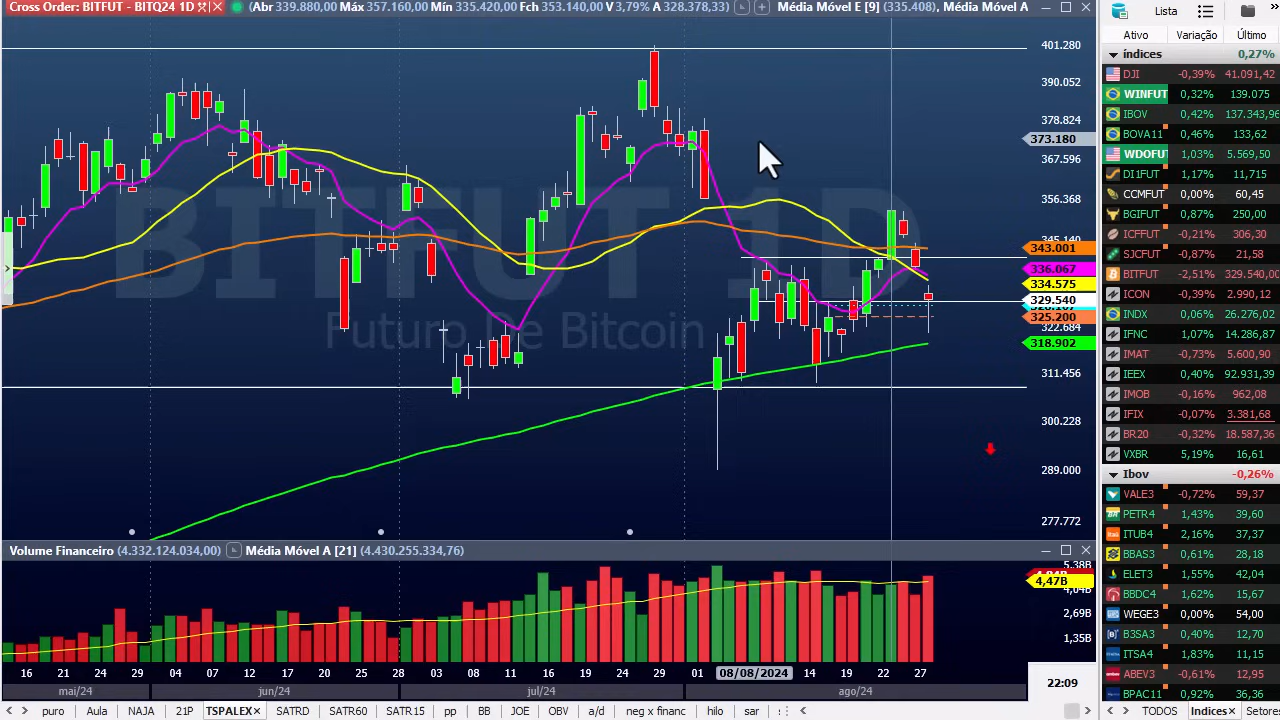 Cross Order: BITFUT - BITQ24 1D (Abr 339.880,00 Máx 357.160,00 Mín 335.420,00 Fch 353.140,00 V 3,79% A 328.378,33) Média Móvel E [9] (335.408), Média Móvel A
BITFUT 1D
Futuro De Bitcoin
401.280
390.052
378.824
373.180
367.596
356.368
345.140
343.001
336.067
334.575
329.540
325.200
322.684
318.902
311.456
300.228
289.000
277.772
Volume Financeiro (4.332.124.034,00) Média Móvel A [21] (4.430.253.334,76)
5,38B
4,47B
4,04B
2,69B
1,35B
16 21 24 28 04 07 12 17 20 25 28 03 08 11 16 19 24 29 01 08/08/2024 14 19 22 27
mai/24 jun/24 jul/24 ago/24
22:09
puro Aula NAJA 21P TSPALEX SATRD SATR60 SATR15 pp BB JOE OBV a/d neg x financ hilo sar
Lista
Ativo Variação Último
índices 0,27%
DJI -0,39% 41.091,42
WINFUT 0,32% 139.075
IBOV 0,42% 137.343,96
BOVA11 0,46% 133,62
WDOFUT 1,03% 5.569,50
DI1FUT 1,17% 11,715
CCMFUT 0,00% 60,45
BGIFUT 0,87% 250,00
ICFFUT -0,21% 306,30
SJCFUT -0,87% 21,58
BITFUT -2,51% 329.540,00
ICON -0,39% 2.990,12
INDX 0,06% 26.276,02
IFNC 1,07% 14.286,87
IMAT -0,73% 5.600,90
IEEX 0,40% 92.931,39
IMOB -0,16% 962,08
IFIX -0,07% 3.381,68
BR20 -0,32% 18.587,36
VXBR 5,19% 16,61
Ibov -0,26%
VALE3 -0,72% 59,37
PETR4 1,43% 39,60
ITUB4 2,16% 37,37
BBAS3 0,61% 28,18
ELET3 1,55% 42,04
BBDC4 1,62% 15,67
WEGE3 0,00% 54,00
B3SA3 0,40% 12,70
ITSA4 1,83% 11,15
ABEV3 -0,61% 12,95
BPAC11 0,92% 36,36
TODOS Indices Setores